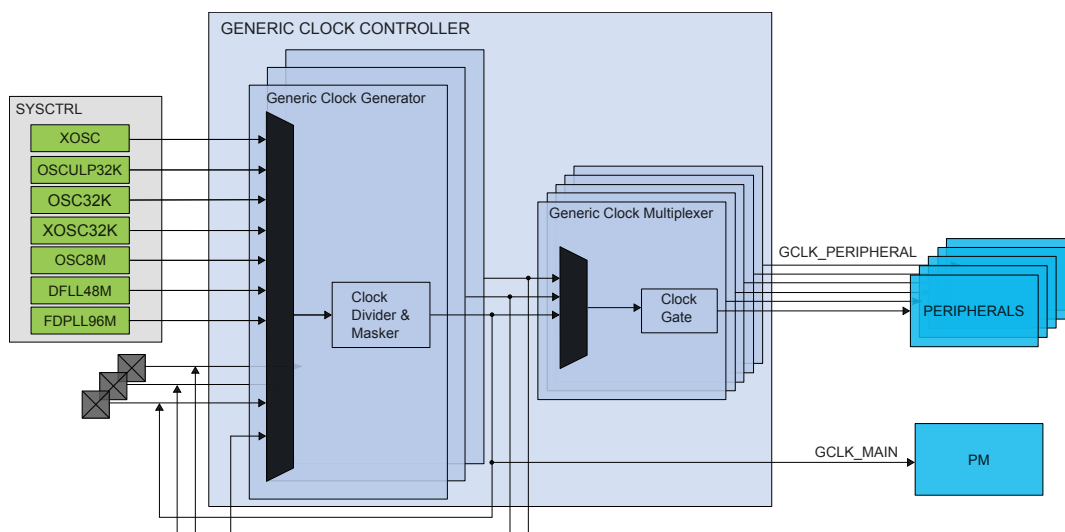 GENERIC CLOCK CONTROLLER
Generic Clock Generator
SYSCTRL
XOSC
OSCULP32K
OSC32K
XOSC32K
OSC8M
DFLL48M
FDPLL96M
Clock
Divider &
Masker
Generic Clock Multiplexer
Clock
Gate
GCLK_PERIPHERAL
PERIPHERALS
GCLK_MAIN
PM